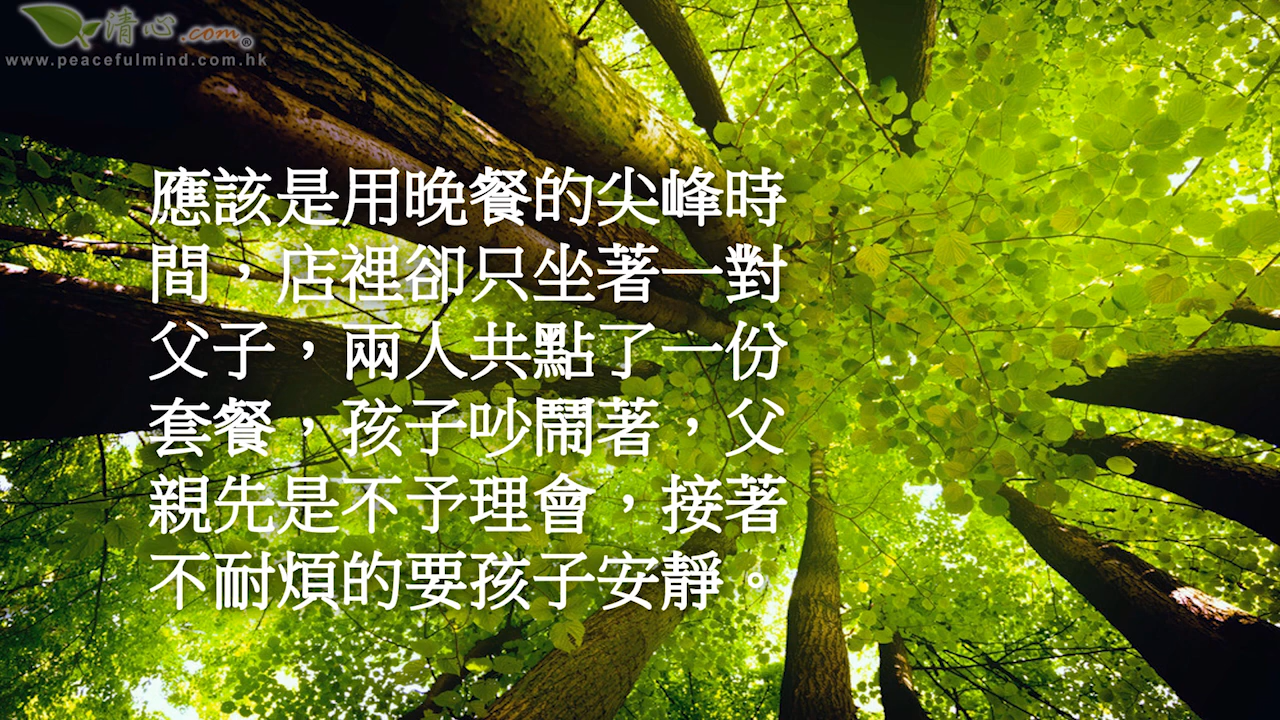 清心.com®
www.peacefulmind.com.hk
應該是用晚餐的尖峰時
間，店裡卻只坐著一對
父子，兩人共點了一份
套餐，孩子吵鬧著，父
親先是不予理會，接著
不耐煩的要孩子安靜。